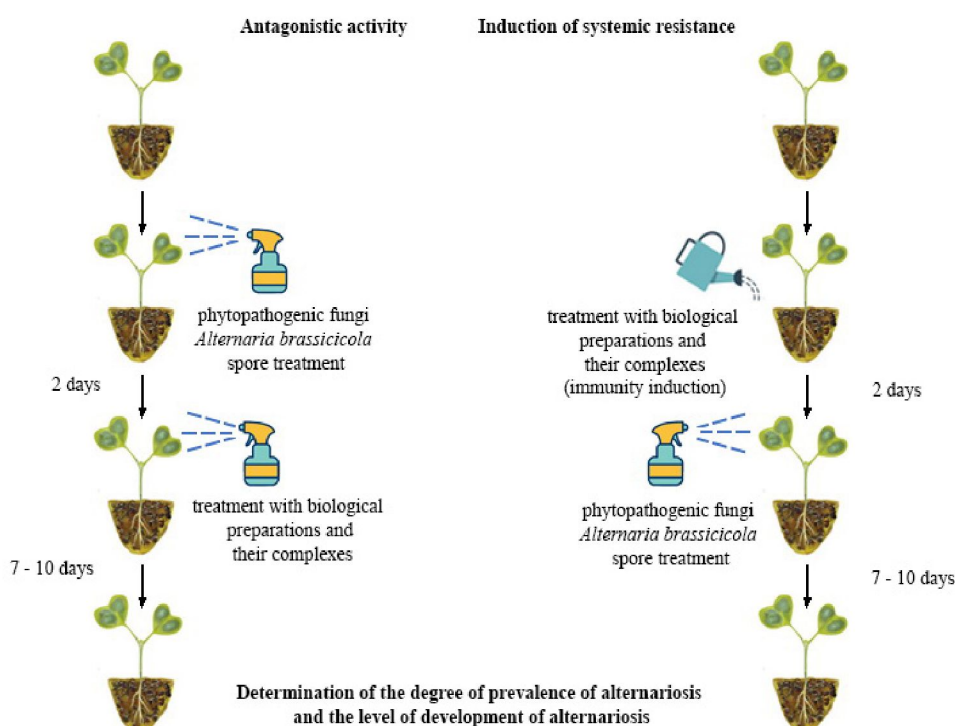 Antagonistic activity
Induction of systemic resistance
phytopathogenic fungi
Alternaria brassicicola
spore treatment
treatment with biological
preparations and
their complexes
(immunity induction)
2 days
2 days
treatment with biological
preparations and
their complexes
phytopathogenic fungi
Alternaria brassicicola
spore treatment
7 - 10 days
7 - 10 days
Determination of the degree of prevalence of alternariosis
and the level of development of alternariosis